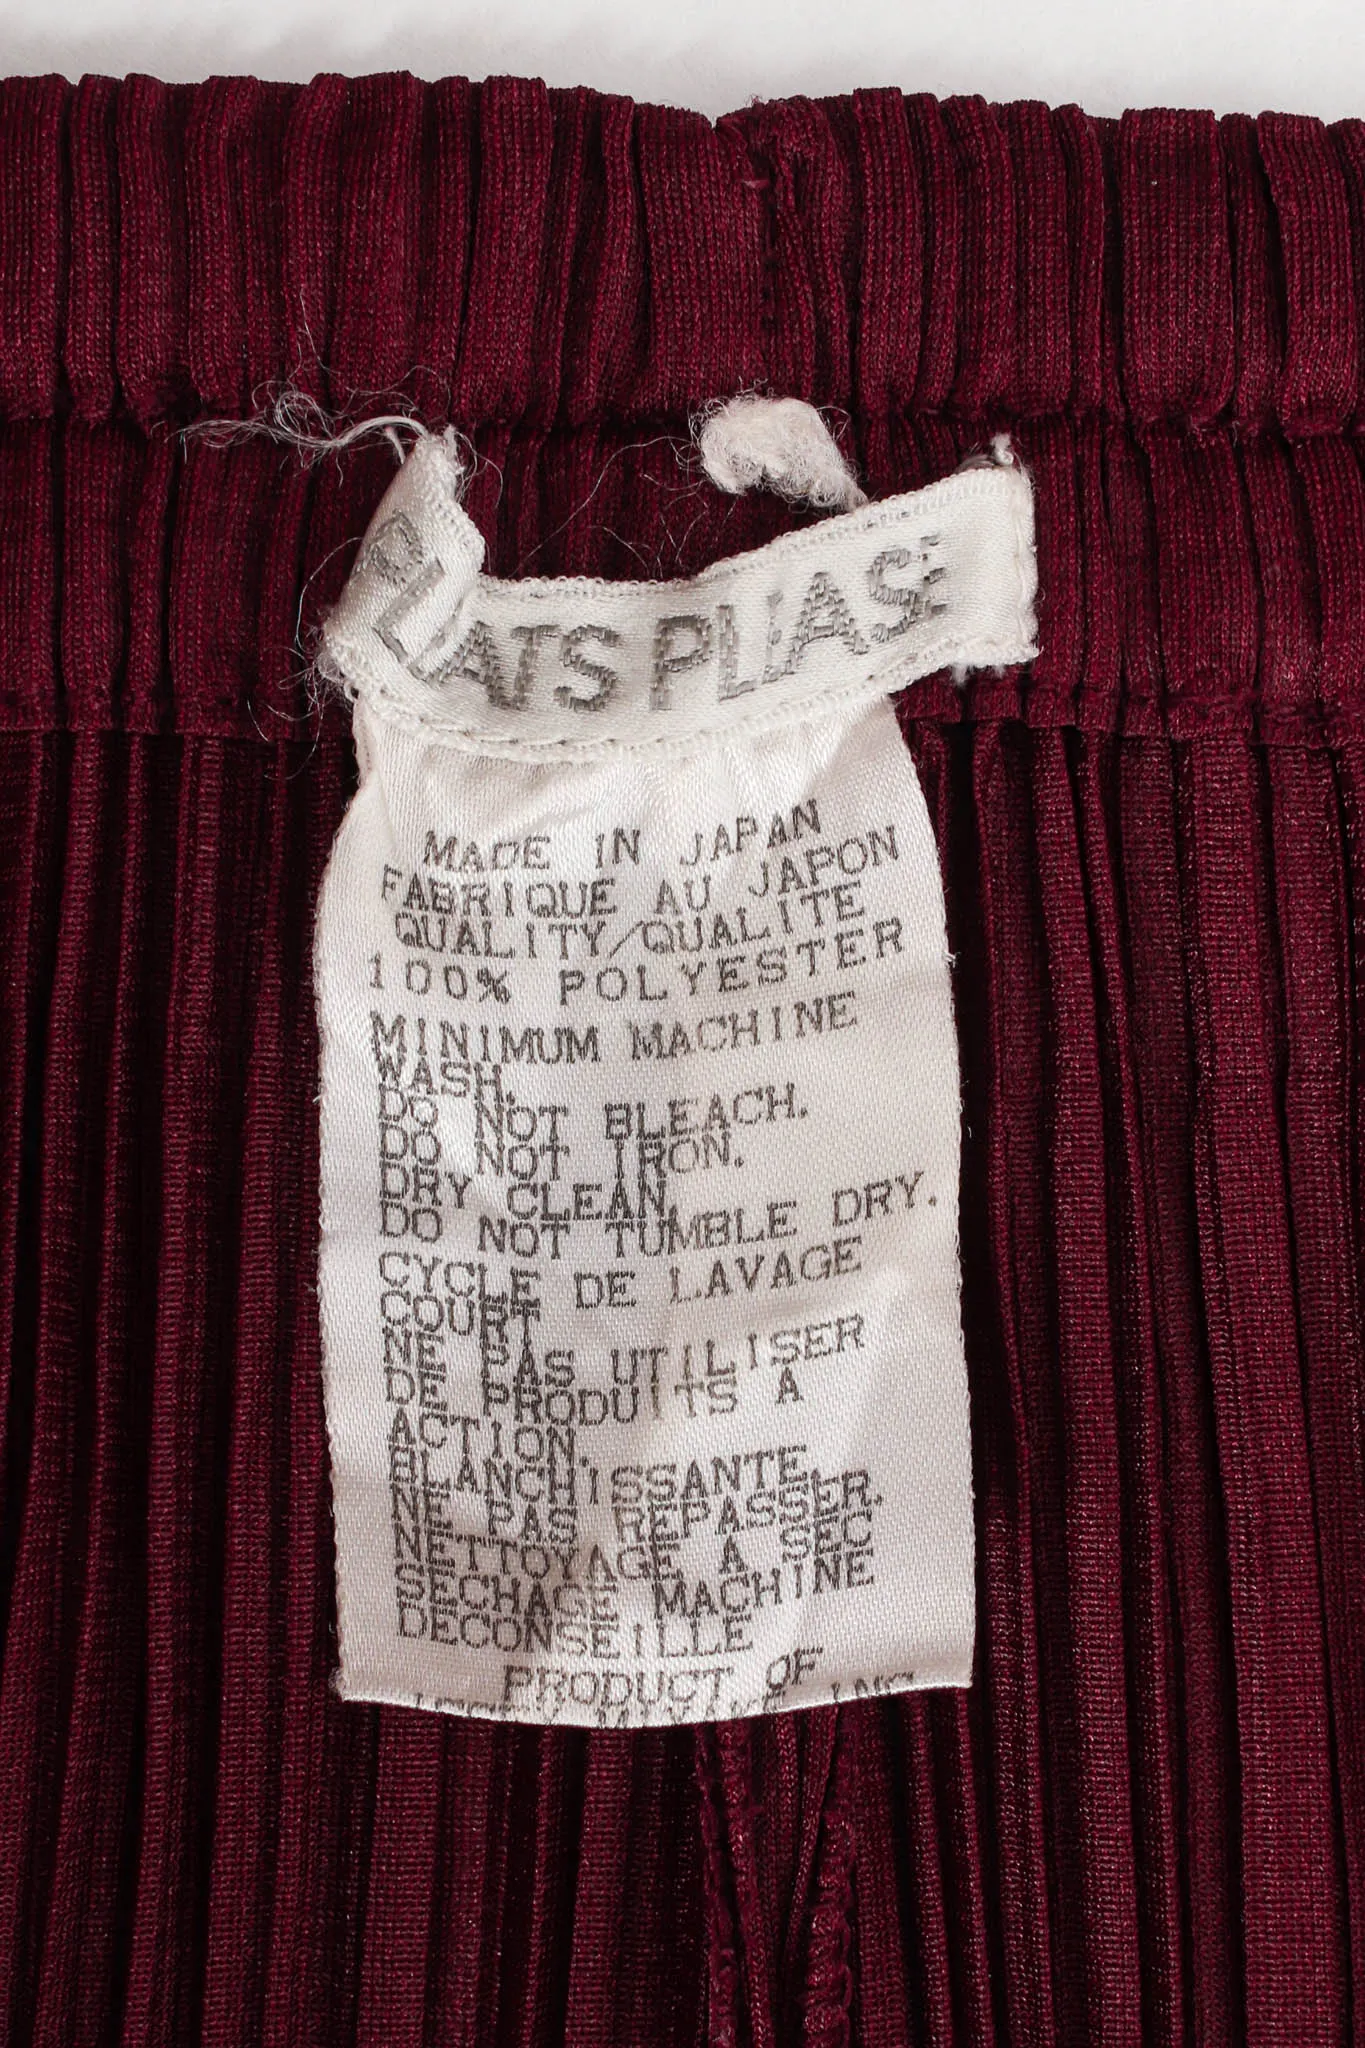 PLEATS PLEASE
MADE IN JAPAN
FABRIQUE AU JAPON
QUALITY/QUALITE
100% POLYESTER
MINIMUM MACHINE
WASH.
DO NOT BLEACH.
DO NOT IRON.
DRY CLEAN.
DO NOT TUMBLE DRY.
CYCLE DE LAVAGE
COURT
NE PAS UTILISER
DE PRODUITS A
ACTION.
BLANCHISSANTE.
NE PAS REPASSER.
NETTOYAGE A SEC
SECHAGE MACHINE
DECONSEILLE
PRODUCT OF